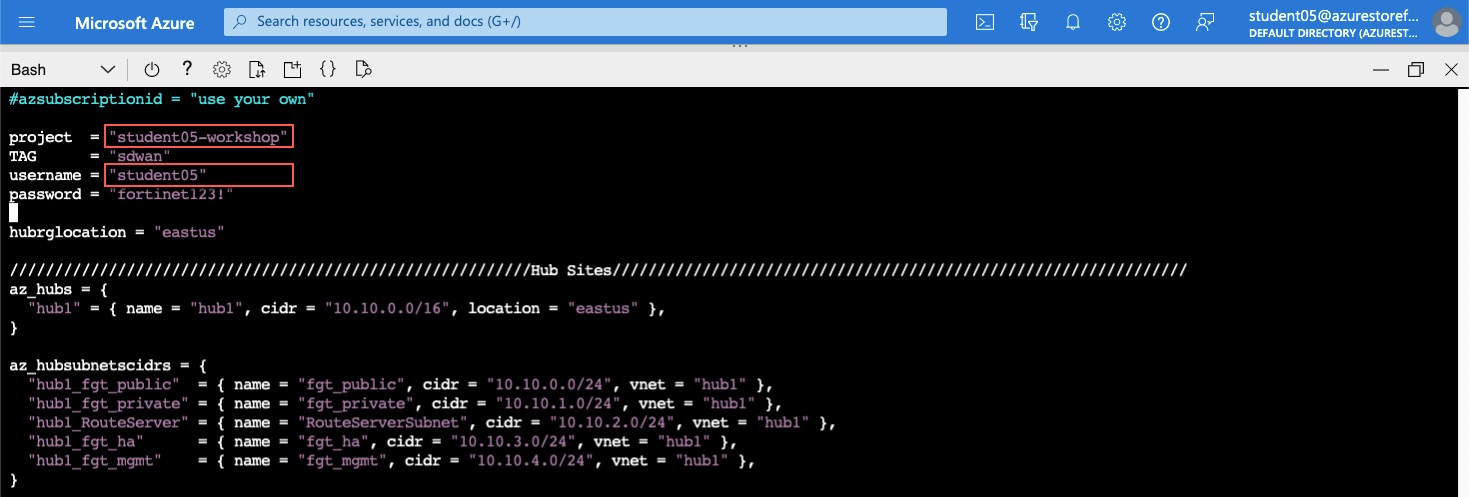 Microsoft Azure
Search resources, services, and docs (G+/)
student05@azurestoref...
DEFAULT DIRECTORY (AZUREST...
Bash
#azsubscriptionid = "use your own"
project  = "student05-workshop"
TAG      = "sdwan"
username = "student05"
password = "fortinet123!"
hubrglocation = "eastus"
//////////////////////////////////////////////////////////Hub Sites////////////////////////////////////////////////////////////////
az_hubs = {
  "hub1" = { name = "hub1", cidr = "10.10.0.0/16", location = "eastus" },
}
az_hubsubnetscidrs = {
  "hub1_fgt_public"  = { name = "fgt_public", cidr = "10.10.0.0/24", vnet = "hub1" },
  "hub1_fgt_private" = { name = "fgt_private", cidr = "10.10.1.0/24", vnet = "hub1" },
  "hub1_RouteServer" = { name = "RouteServerSubnet", cidr = "10.10.2.0/24", vnet = "hub1" },
  "hub1_fgt_ha"      = { name = "fgt_ha", cidr = "10.10.3.0/24", vnet = "hub1" },
  "hub1_fgt_mgmt"    = { name = "fgt_mgmt", cidr = "10.10.4.0/24", vnet = "hub1" },
}